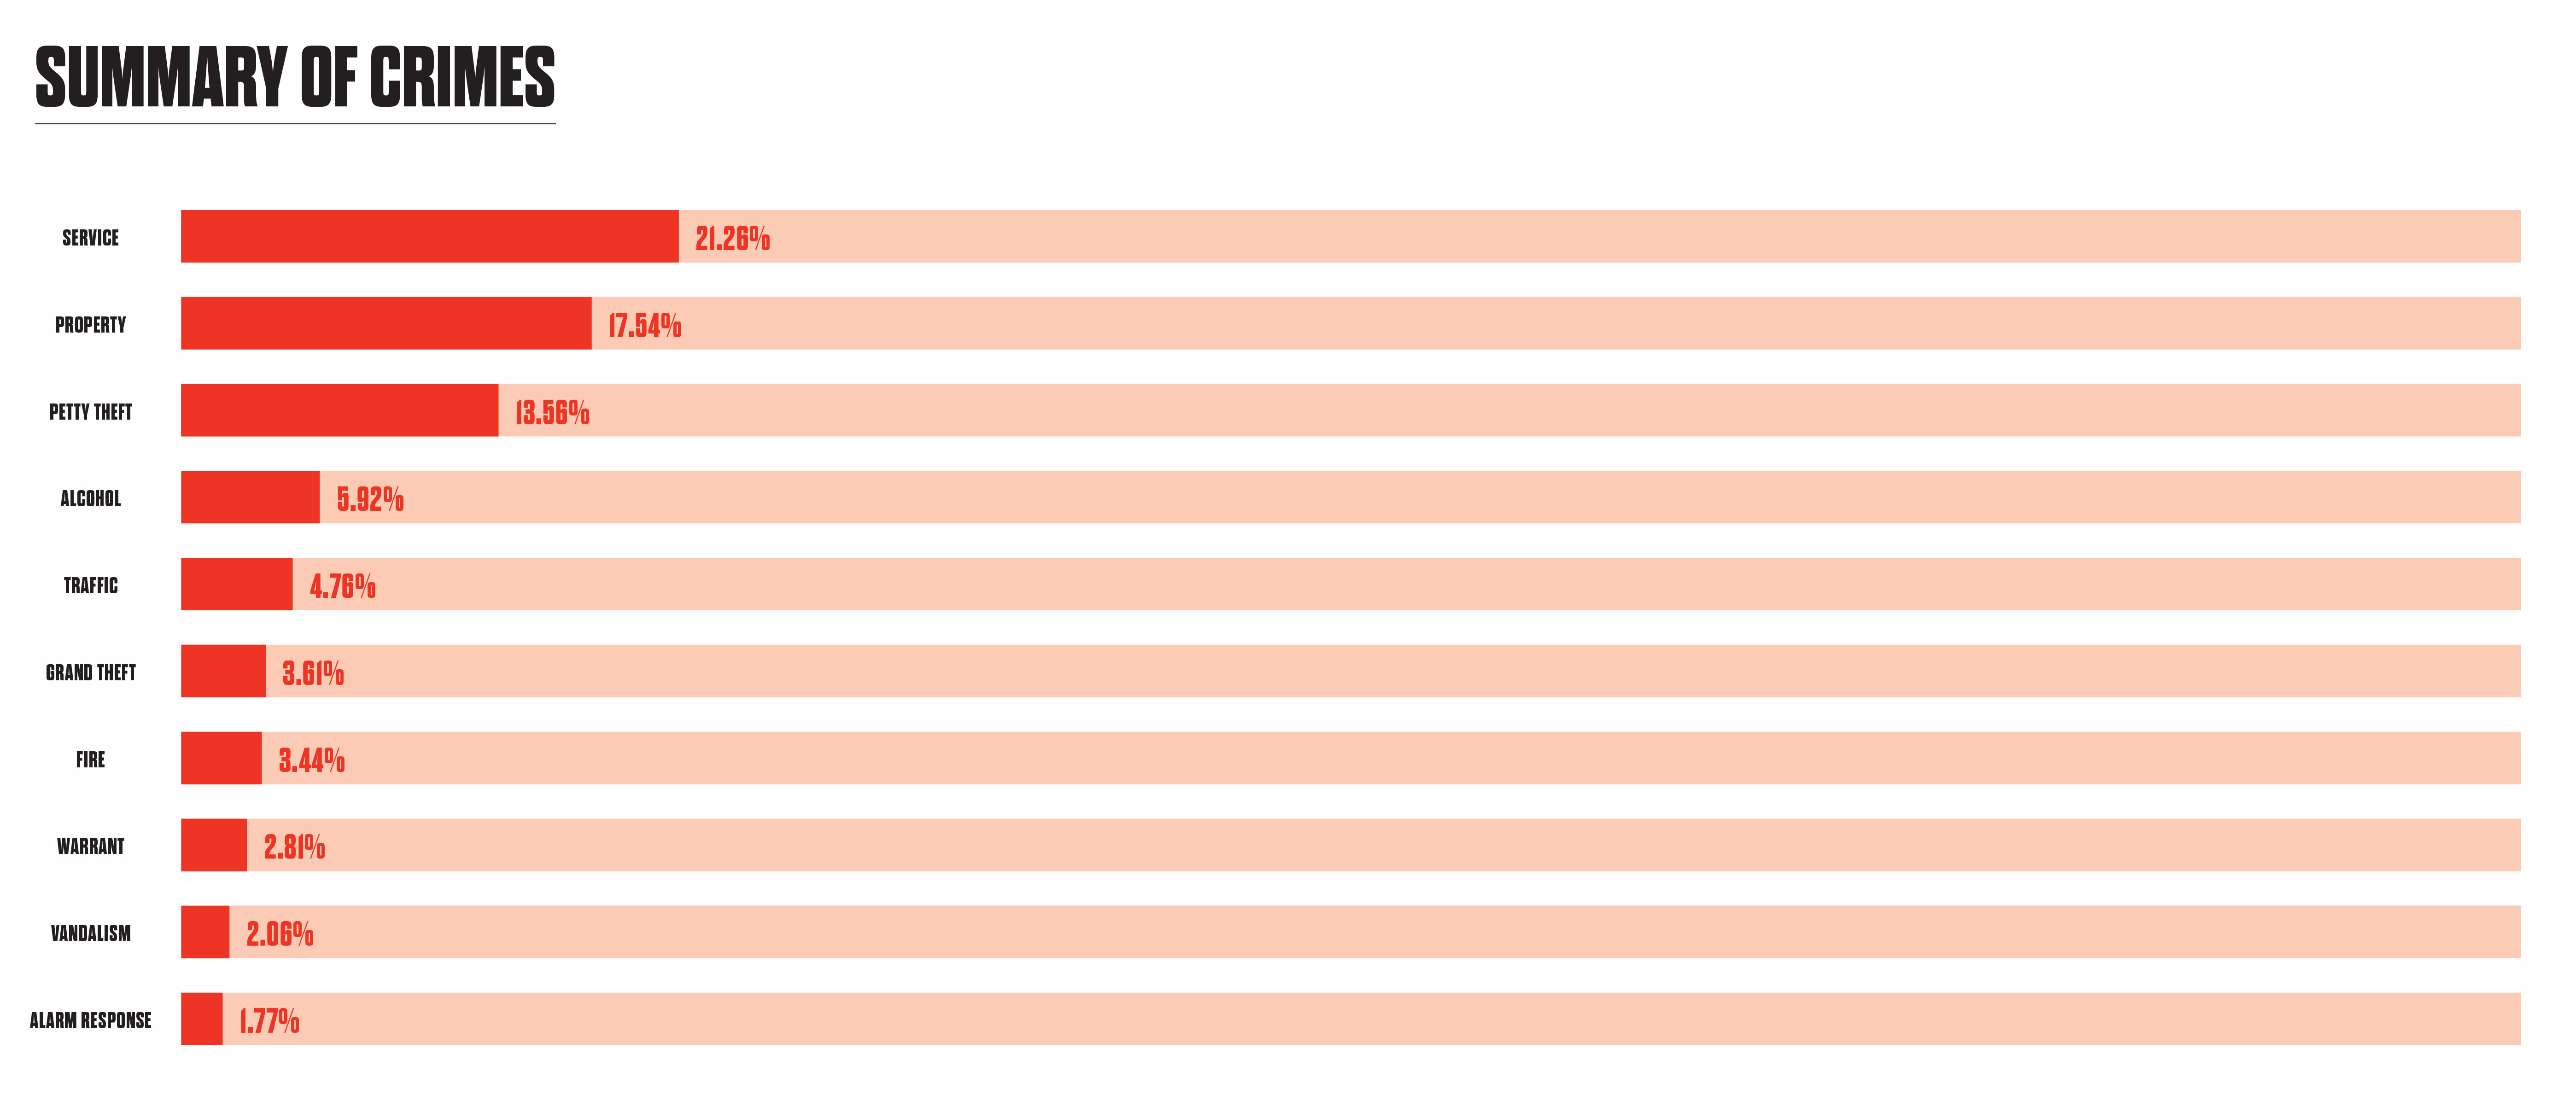 SUMMARY OF CRIMES
SERVICE 21.26%
PROPERTY 17.54%
PETTY THEFT 13.56%
ALCOHOL 5.92%
TRAFFIC 4.76%
GRAND THEFT 3.61%
FIRE 3.44%
WARRANT 2.81%
VANDALISM 2.06%
ALARM RESPONSE 1.77%